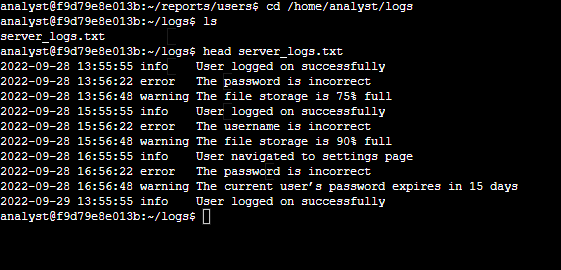 analyst@f9d79e8e013b:~/reports/users$ cd /home/analyst/logs
analyst@f9d79e8e013b:~/logs$ ls
server_logs.txt
analyst@f9d79e8e013b:~/logs$ head server_logs.txt
2022-09-28 13:55:55 info    User logged on successfully
2022-09-28 13:56:22 error   The password is incorrect
2022-09-28 13:56:48 warning The file storage is 75% full
2022-09-28 15:55:55 info    User logged on successfully
2022-09-28 15:56:22 error   The username is incorrect
2022-09-28 15:56:48 warning The file storage is 90% full
2022-09-28 16:55:55 info    User navigated to settings page
2022-09-28 16:56:22 error   The password is incorrect
2022-09-28 16:56:48 warning The current user’s password expires in 15 days
2022-09-29 13:55:55 info    User logged on successfully
analyst@f9d79e8e013b:~/logs$